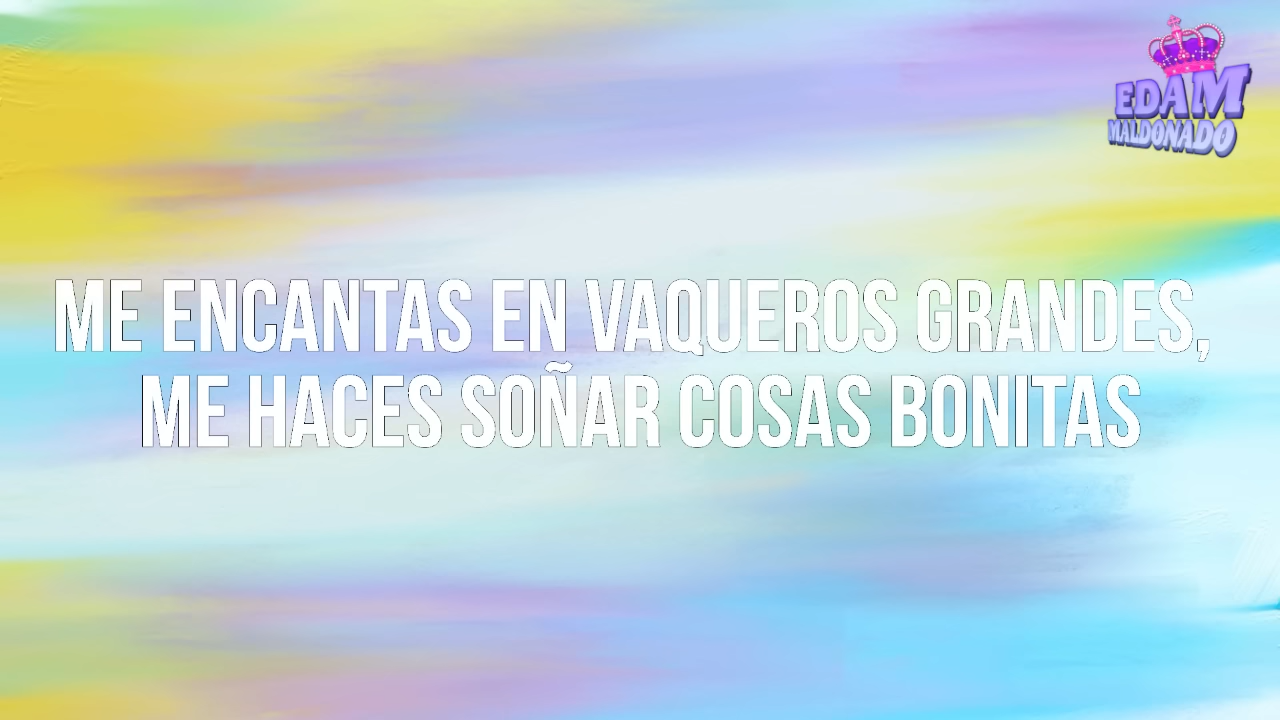 EDAM
MALDONADO
ME ENCANTAS EN VAQUEROS GRANDES,
ME HACES SOÑAR COSAS BONITAS